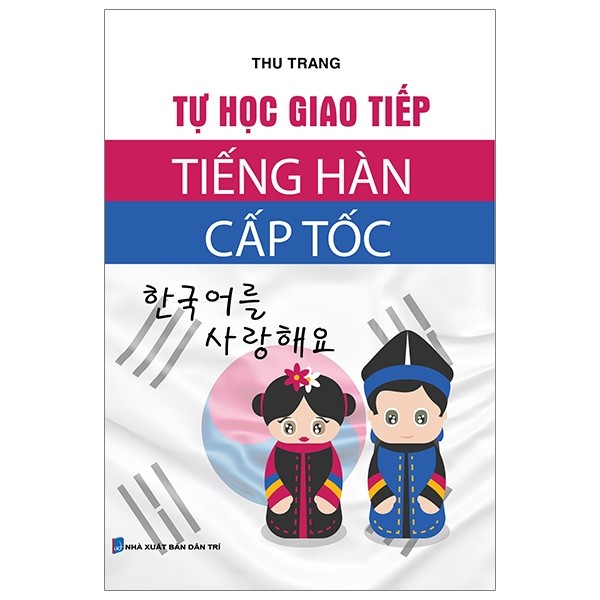 THU TRANG
TỰ HỌC GIAO TIẾP
TIẾNG HÀN
CẤP TỐC
한국어를
사랑해요
NHÀ XUẤT BẢN DÂN TRÍ